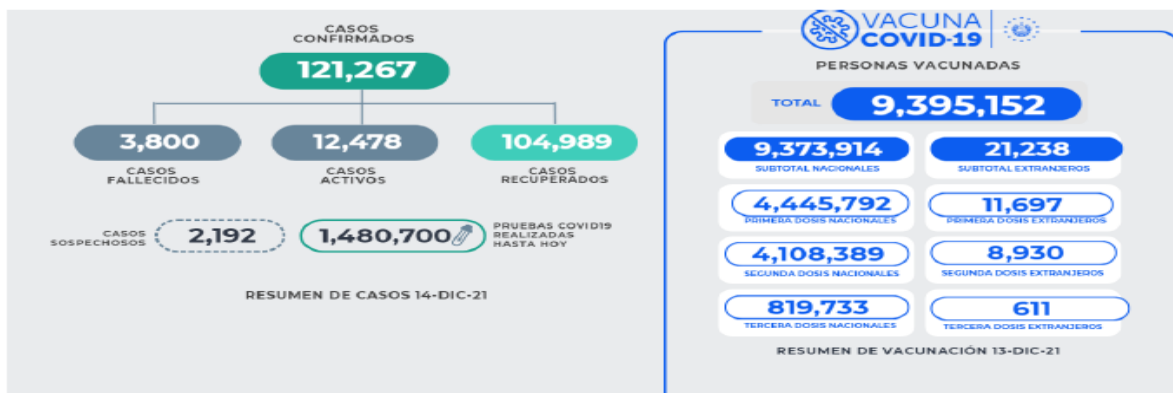 CASOS
CONFIRMADOS
121,267
3,800
CASOS
FALLECIDOS
12,478
CASOS
ACTIVOS
104,989
CASOS
RECUPERADOS
CASOS
SOSPECHOSOS
2,192
1,480,700
PRUEBAS COVID19
REALIZADAS
HASTA HOY
RESUMEN DE CASOS 14-DIC-21
VACUNA
COVID-19
PERSONAS VACUNADAS
TOTAL 9,395,152
9,373,914
SUBTOTAL NACIONALES
21,238
SUBTOTAL EXTRANJEROS
4,445,792
PRIMERA DOSIS NACIONALES
11,697
PRIMERA DOSIS EXTRANJEROS
4,108,389
SEGUNDA DOSIS NACIONALES
8,930
SEGUNDA DOSIS EXTRANJEROS
819,733
TERCERA DOSIS NACIONALES
611
TERCERA DOSIS EXTRANJEROS
RESUMEN DE VACUNACIÓN 13-DIC-21